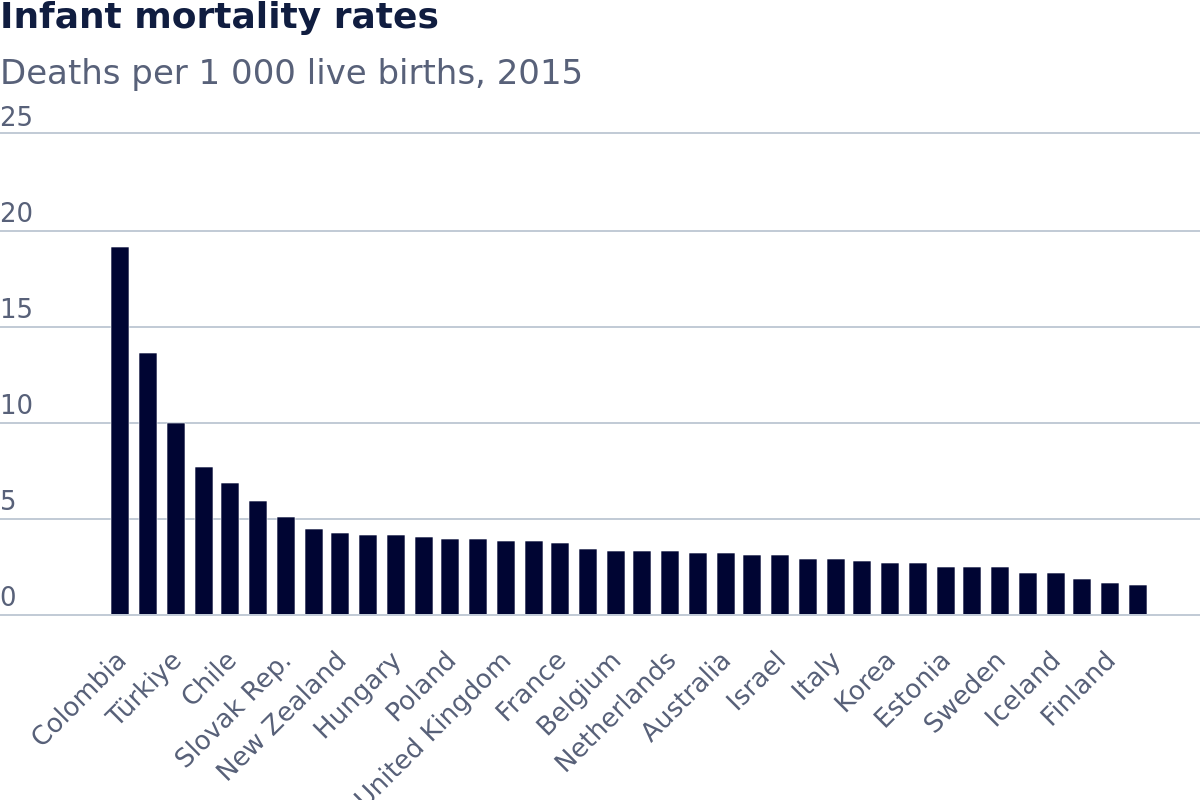 Infant mortality rates
Deaths per 1 000 live births, 2015
25
20
15
10
5
0
Colombia
Türkiye
Chile
Slovak Rep.
New Zealand
Hungary
Poland
United Kingdom
France
Belgium
Netherlands
Australia
Israel
Italy
Korea
Estonia
Sweden
Iceland
Finland